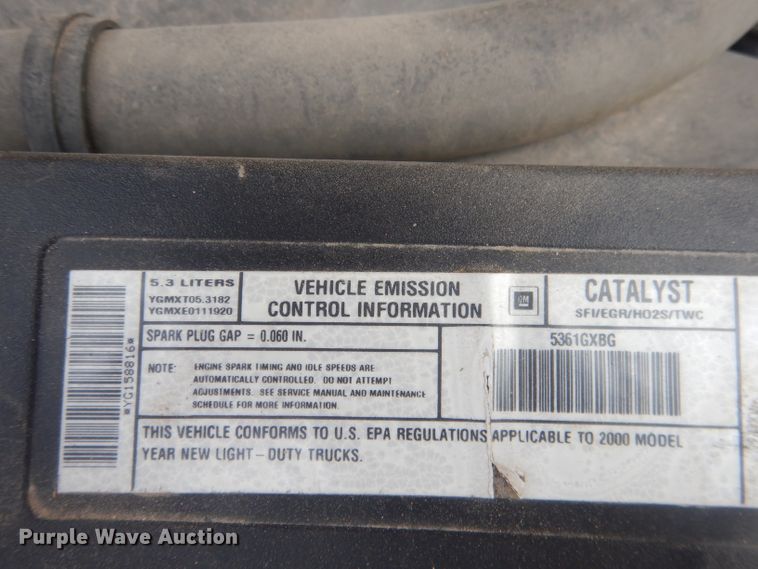 5.3 LITERS
YGMXT05.3182
YGMXE0111920
VEHICLE EMISSION
CONTROL INFORMATION
GM
CATALYST
SFI/EGR/HO2S/TWC
SPARK PLUG GAP = 0.060 IN.
NOTE: ENGINE SPARK TIMING AND IDLE SPEEDS ARE
AUTOMATICALLY CONTROLLED. DO NOT ATTEMPT
ADJUSTMENTS. SEE SERVICE MANUAL AND MAINTENANCE
SCHEDULE FOR MORE INFORMATION.
5361GXBG
*YG158816*
THIS VEHICLE CONFORMS TO U.S. EPA REGULATIONS APPLICABLE TO 2000 MODEL
YEAR NEW LIGHT-DUTY TRUCKS.
Purple Wave Auction